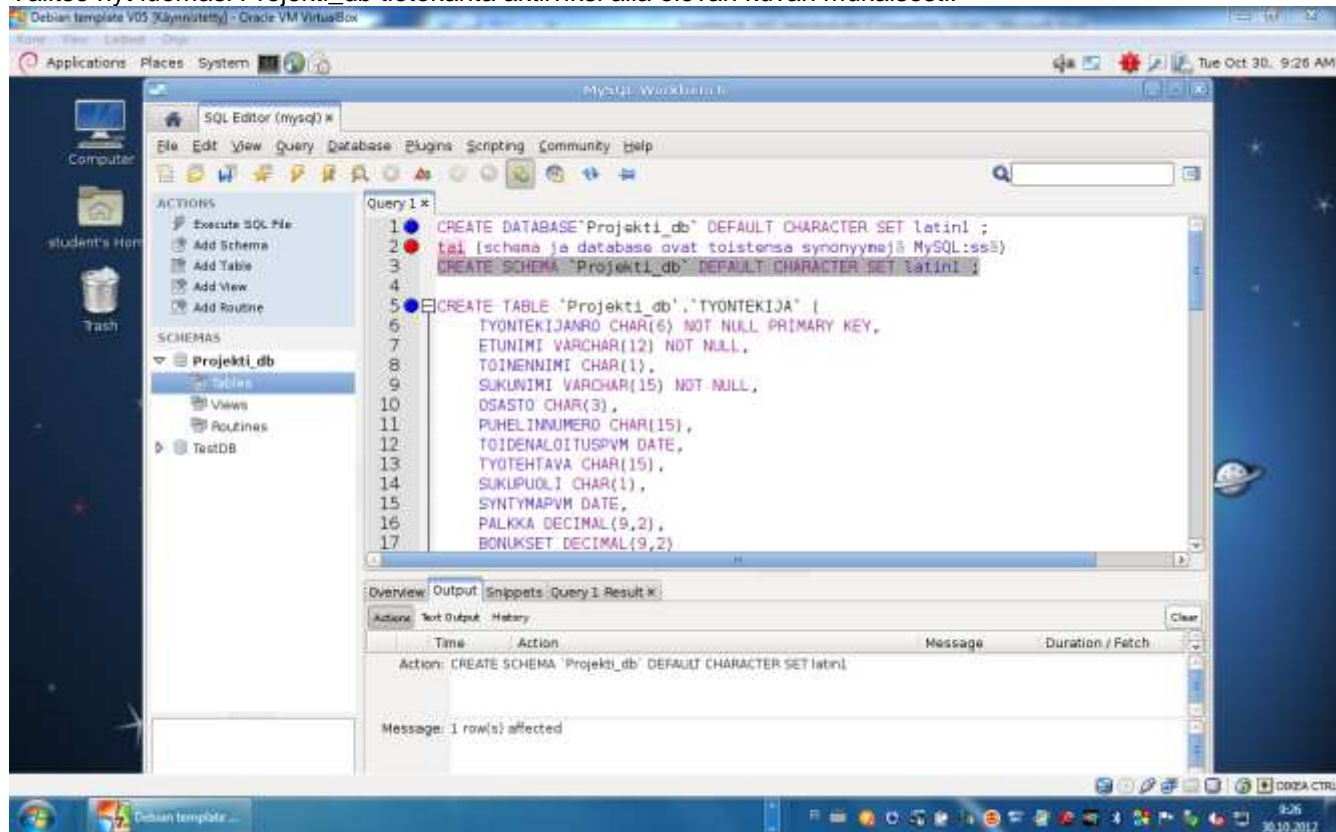 Debian template V05 [Käynnistetty] - Oracle VM VirtualBox
Applications Places System
Tue Oct 30, 9:26 AM
MySQL Workbench
SQL Editor (mysql) ×
File Edit View Query Database Plugins Scripting Community Help
Computer
student's Hom
Trash
ACTIONS
Execute SQL File
Add Schema
Add Table
Add View
Add Routine
SCHEMAS
Projekti_db
Tables
Views
Routines
TestDB
Query 1 ×
1 CREATE DATABASE`Projekti_db` DEFAULT CHARACTER SET latin1 ;
2 tai (schema ja database ovat toistensa synonyymejä MySQL:ssä)
3 CREATE SCHEMA `Projekti_db` DEFAULT CHARACTER SET latin1 ;
4
5 CREATE TABLE `Projekti_db`.`TYONTEKIJA` (
6 TYONTEKIJANRO CHAR(6) NOT NULL PRIMARY KEY,
7 ETUNIMI VARCHAR(12) NOT NULL,
8 TOINENNIMI CHAR(1),
9 SUKUNIMI VARCHAR(15) NOT NULL,
10 OSASTO CHAR(3),
11 PUHELINNUMERO CHAR(15),
12 TOIDENALOITUSPVM DATE,
13 TYOTEHTAVA CHAR(15),
14 SUKUPUOLI CHAR(1),
15 SYNTYMAPVM DATE,
16 PALKKA DECIMAL(9,2),
17 BONUKSET DECIMAL(9,2)
Overview Output Snippets Query 1 Result ×
Actions Text Output History
Clear
Time Action Message Duration / Fetch
Action: CREATE SCHEMA `Projekti_db` DEFAULT CHARACTER SET latin1
Message: 1 row(s) affected
Debian template ...
9:26
30.10.2012